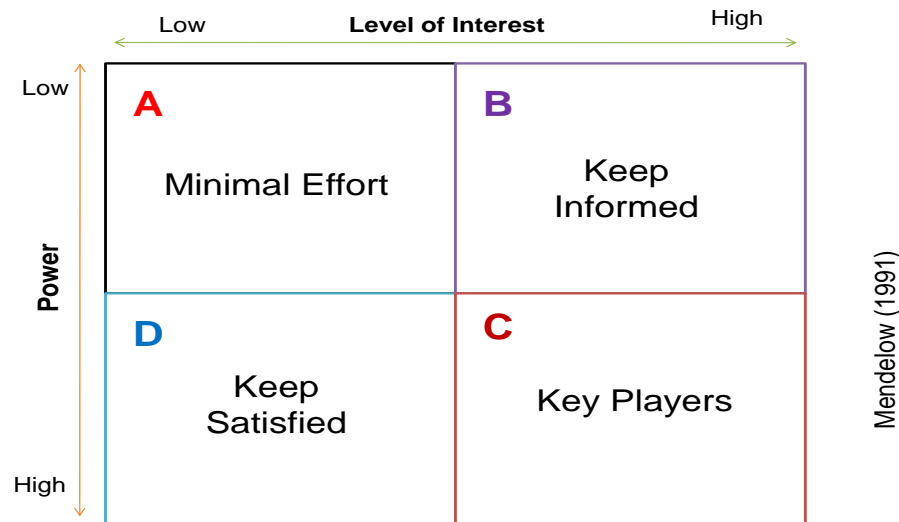 Low Level of Interest High
Low
A
B
Minimal Effort
Keep
Informed
Power
D
C
Keep
Satisfied
Key Players
High
Mendelow (1991)